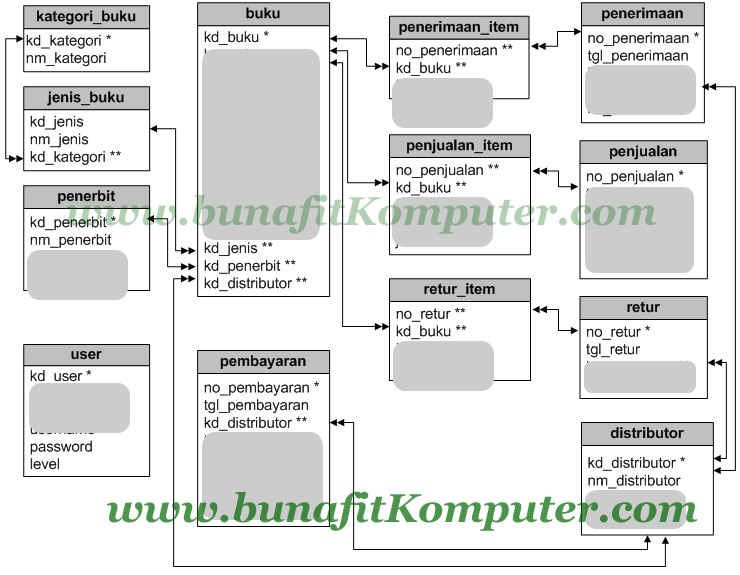 kategori_buku
kd_kategori *
nm_kategori
jenis_buku
kd_jenis
nm_jenis
kd_kategori **
penerbit
kd_penerbit *
nm_penerbit
user
kd_user *
password
level
buku
kd_buku *
kd_jenis **
kd_penerbit **
kd_distributor **
pembayaran
no_pembayaran *
tgl_pembayaran
kd_distributor **
penerimaan_item
no_penerimaan **
kd_buku **
penjualan_item
no_penjualan **
kd_buku **
retur_item
no_retur **
kd_buku **
penerimaan
no_penerimaan *
tgl_penerimaan
penjualan
no_penjualan *
retur
no_retur *
tgl_retur
distributor
kd_distributor *
nm_distributor
www.bunafitKomputer.com
www.bunafitKomputer.com